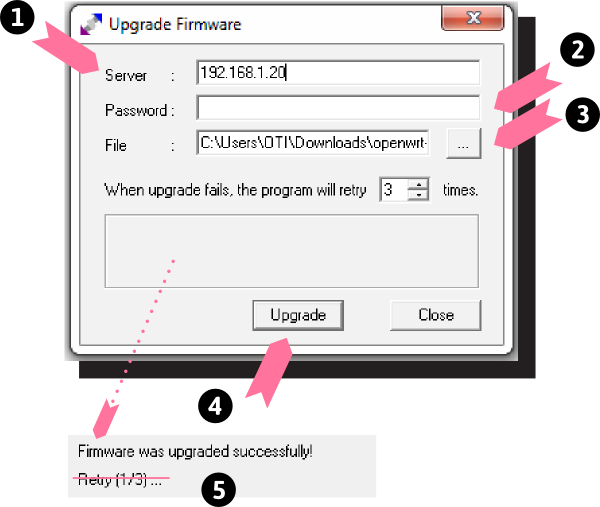 1
Upgrade Firmware
Server : 192.168.1.20
2
Password :
3
File : C:\Users\OTI\Downloads\openwrt- ...
When upgrade fails, the program will retry 3 times.
Upgrade Close
4
Firmware was upgraded successfully!
Retry (1/3) ...
5